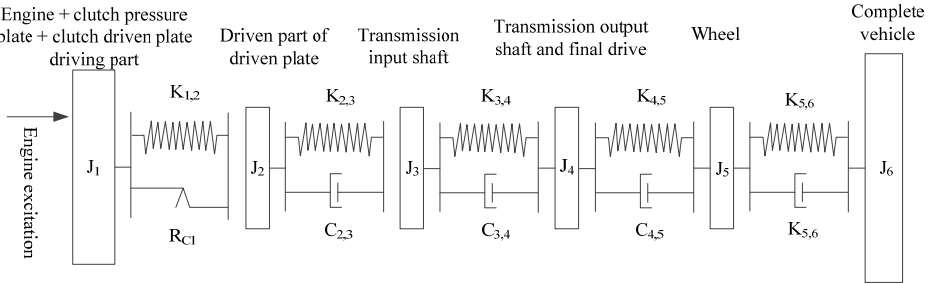 Engine + clutch pressure
plate + clutch driven plate
driving part
Driven part of
driven plate
Transmission
input shaft
Transmission output
shaft and final drive
Wheel
Complete
vehicle
Engine excitation
K1,2
K2,3
K3,4
K4,5
K5,6
J1
J2
J3
J4
J5
J6
RC1
C2,3
C3,4
C4,5
K5,6